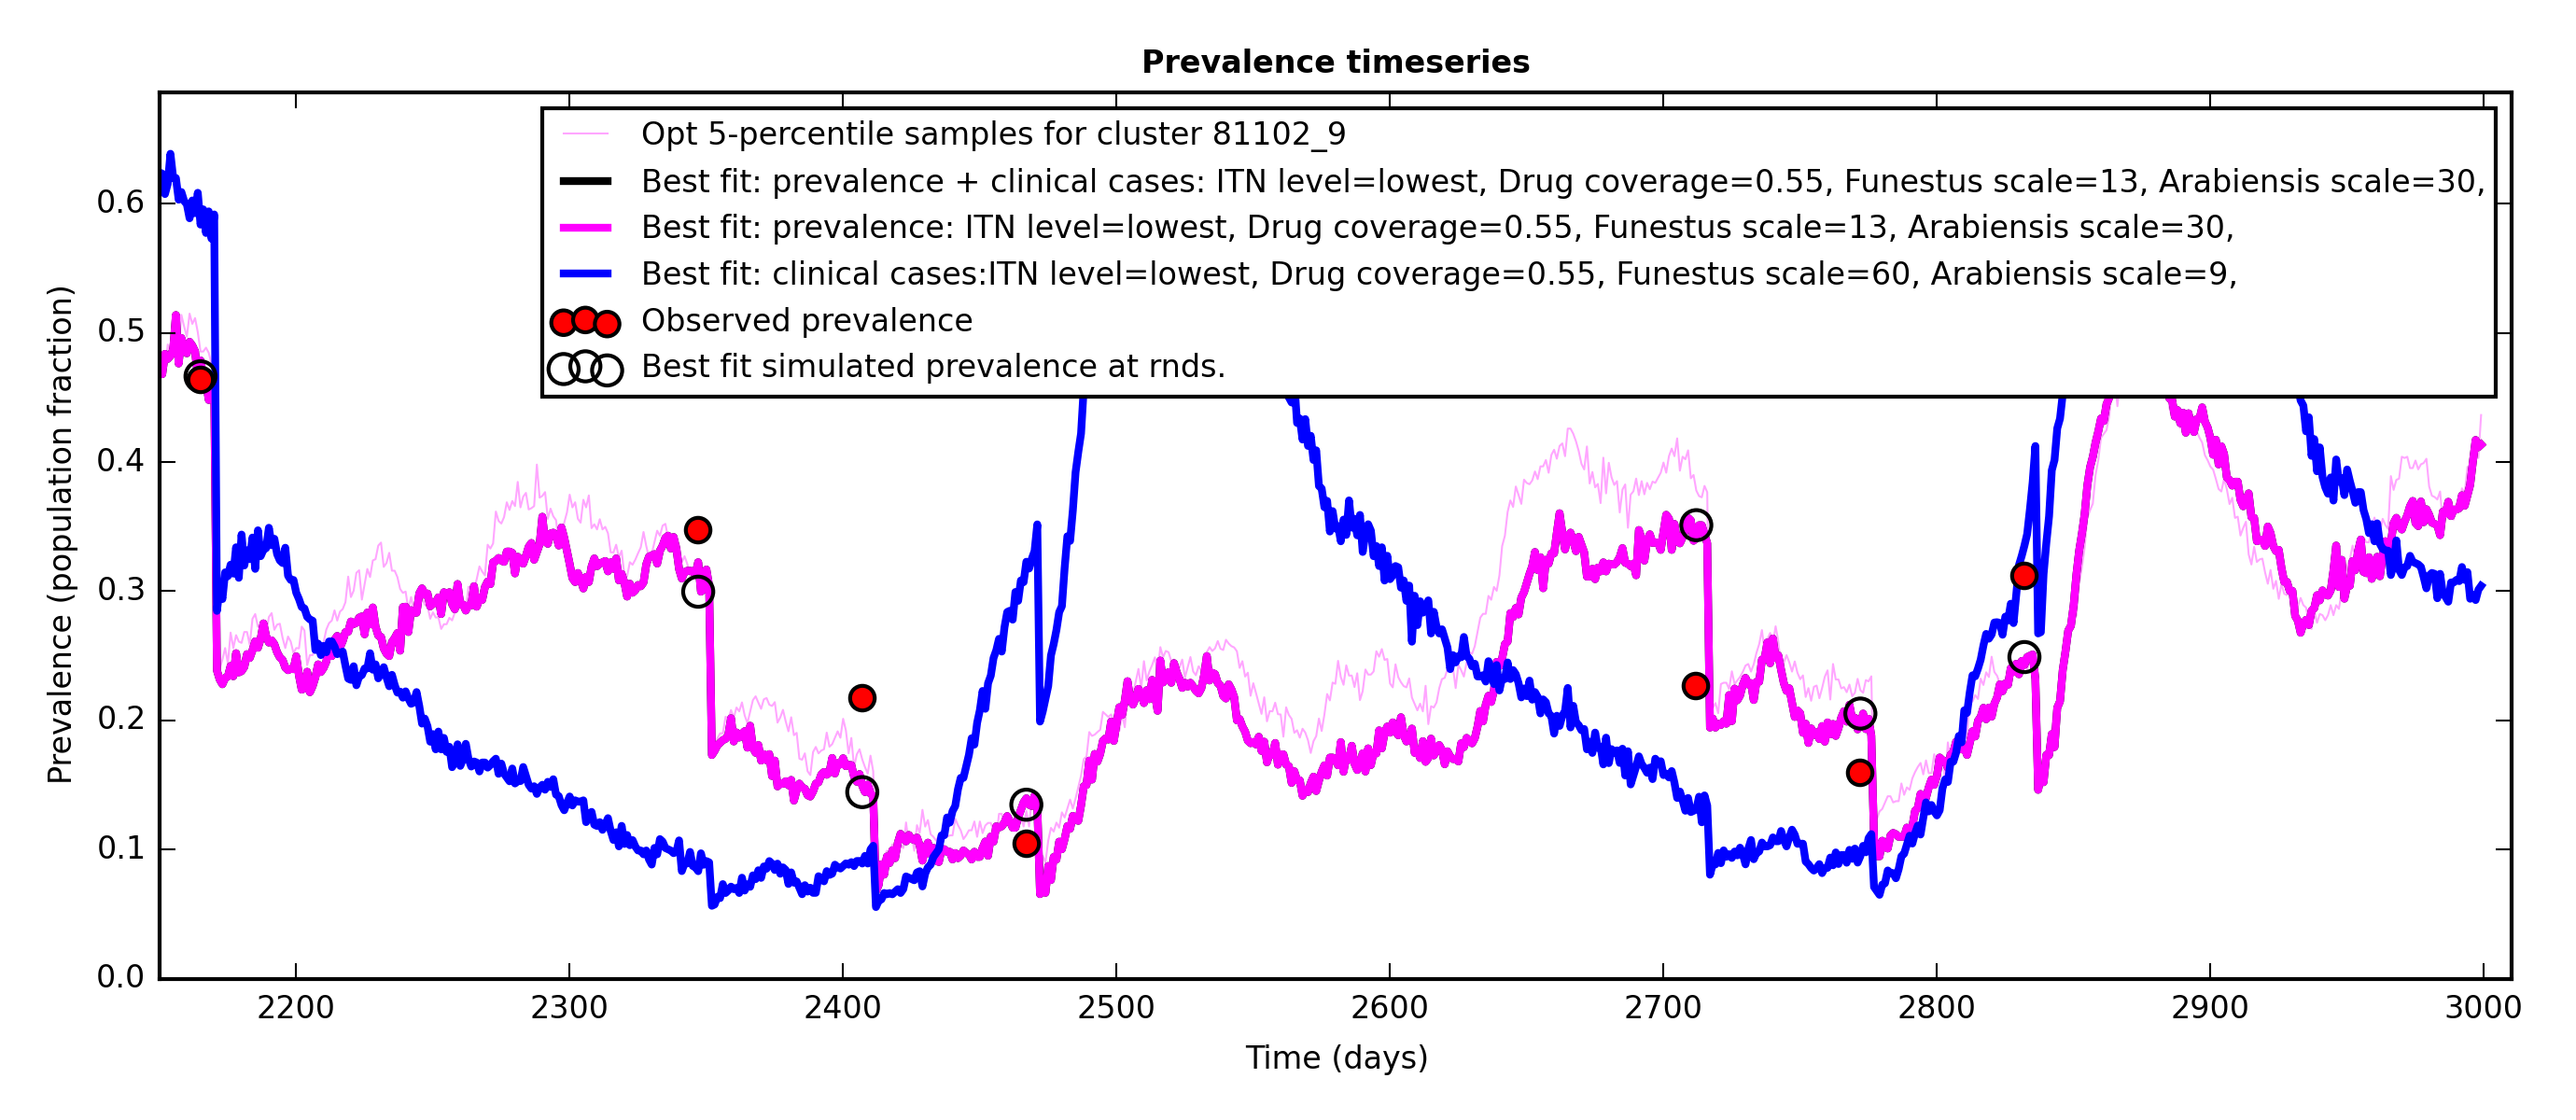 Prevalence timeseries
Opt 5-percentile samples for cluster 81102_9
Best fit: prevalence + clinical cases: ITN level=lowest, Drug coverage=0.55, Funestus scale=13, Arabiensis scale=30,
Best fit: prevalence: ITN level=lowest, Drug coverage=0.55, Funestus scale=13, Arabiensis scale=30,
Best fit: clinical cases:ITN level=lowest, Drug coverage=0.55, Funestus scale=60, Arabiensis scale=9,
Observed prevalence
Best fit simulated prevalence at rnds.
Prevalence (population fraction)
0.6
0.5
0.4
0.3
0.2
0.1
0.0
2200 2300 2400 2500 2600 2700 2800 2900 3000
Time (days)